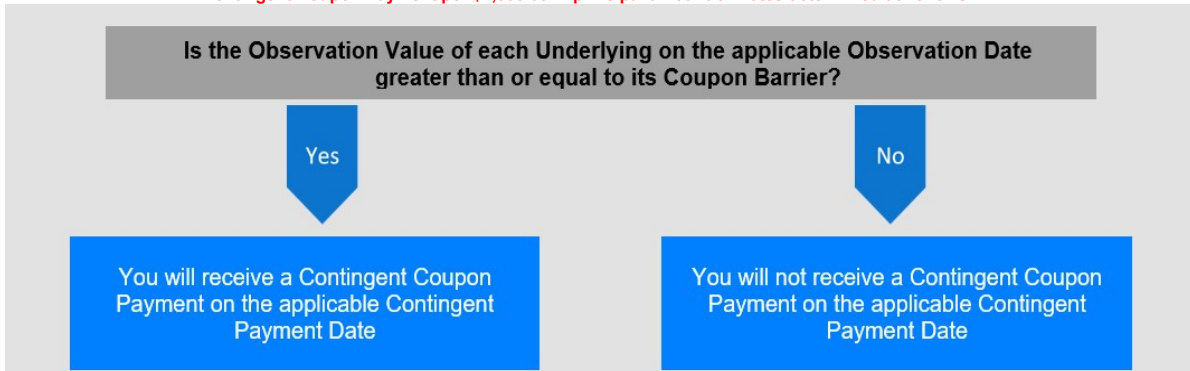 Is the Observation Value of each Underlying on the applicable Observation Date
greater than or equal to its Coupon Barrier?
Yes
No
You will receive a Contingent Coupon
Payment on the applicable Contingent
Payment Date
You will not receive a Contingent Coupon
Payment on the applicable Contingent
Payment Date